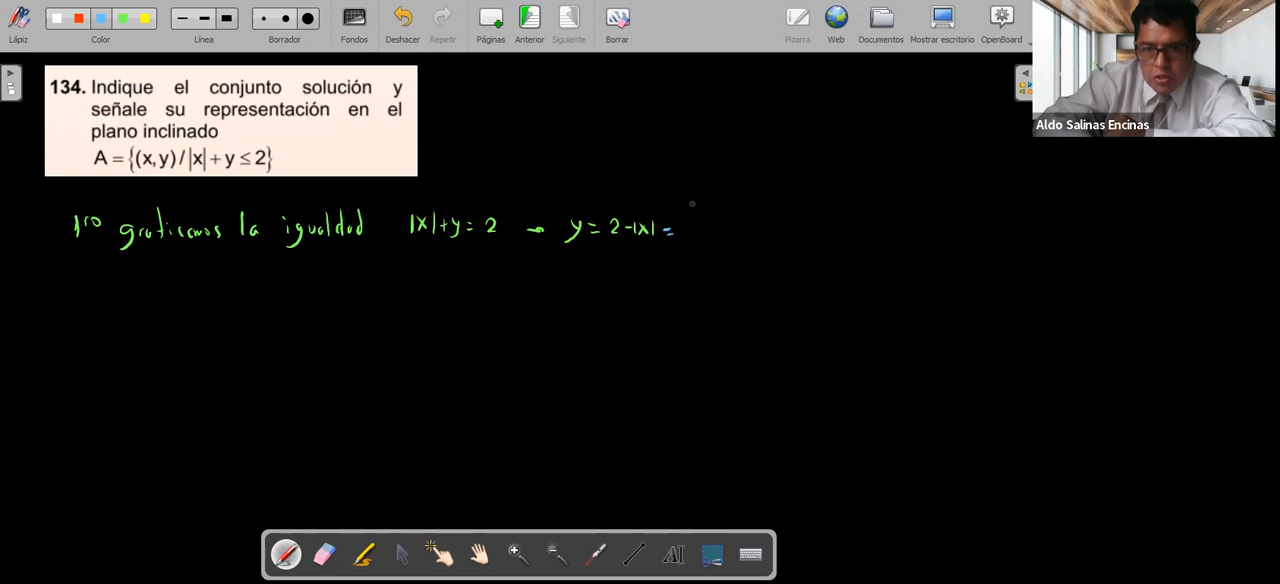 Lápiz Color Línea Borrador Fondos Deshacer Repetir Páginas Anterior Siguiente Borrar Pizarra Web Documentos Mostrar escritorio OpenBoard
134. Indique el conjunto solución y
señale su representación en el
plano inclinado
A = {(x,y) / |x| + y ≤ 2}
Aldo Salinas Encinas
1ro graficamos la igualdad |x| + y = 2 → y = 2 - |x| =
AI